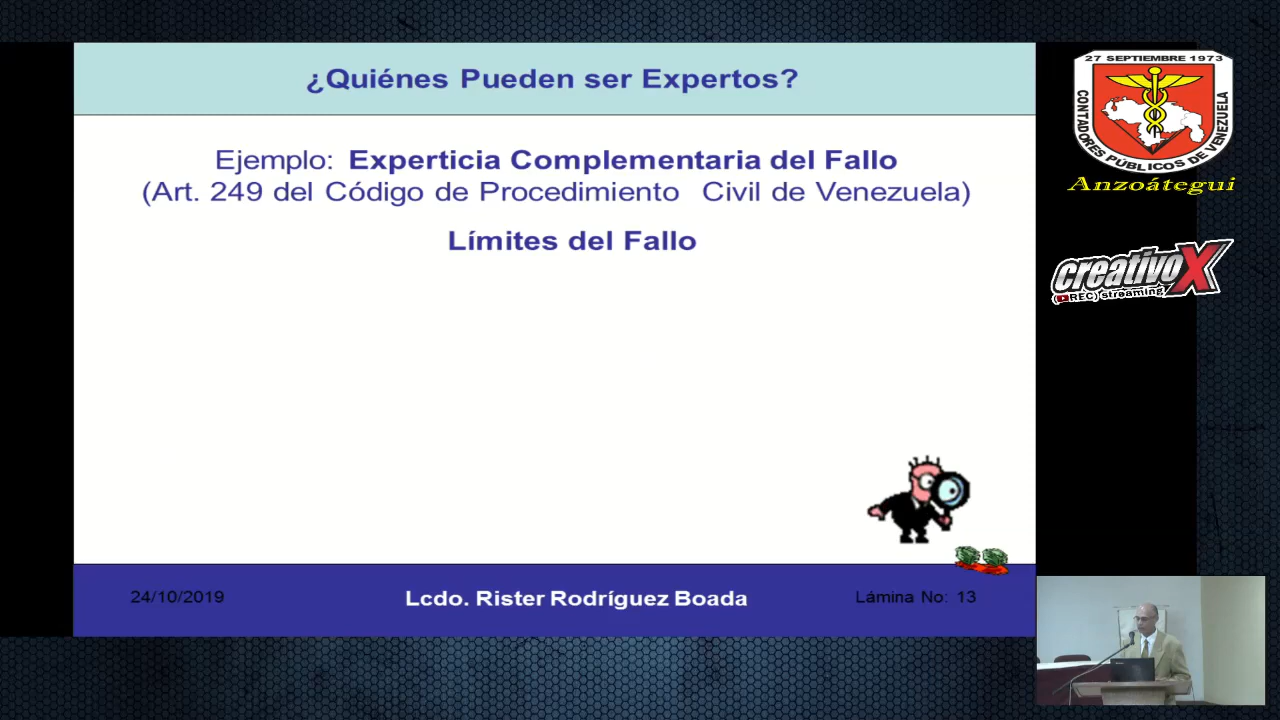 ¿Quiénes Pueden ser Expertos?
Ejemplo: Experticia Complementaria del Fallo
(Art. 249 del Código de Procedimiento Civil de Venezuela)
Límites del Fallo
24/10/2019
Lcdo. Rister Rodríguez Boada
Lámina No: 13
27 SEPTIEMBRE 1973
CONTADORES PÚBLICOS DE VENEZUELA
Anzoátegui
creativoX
(REC) streaming